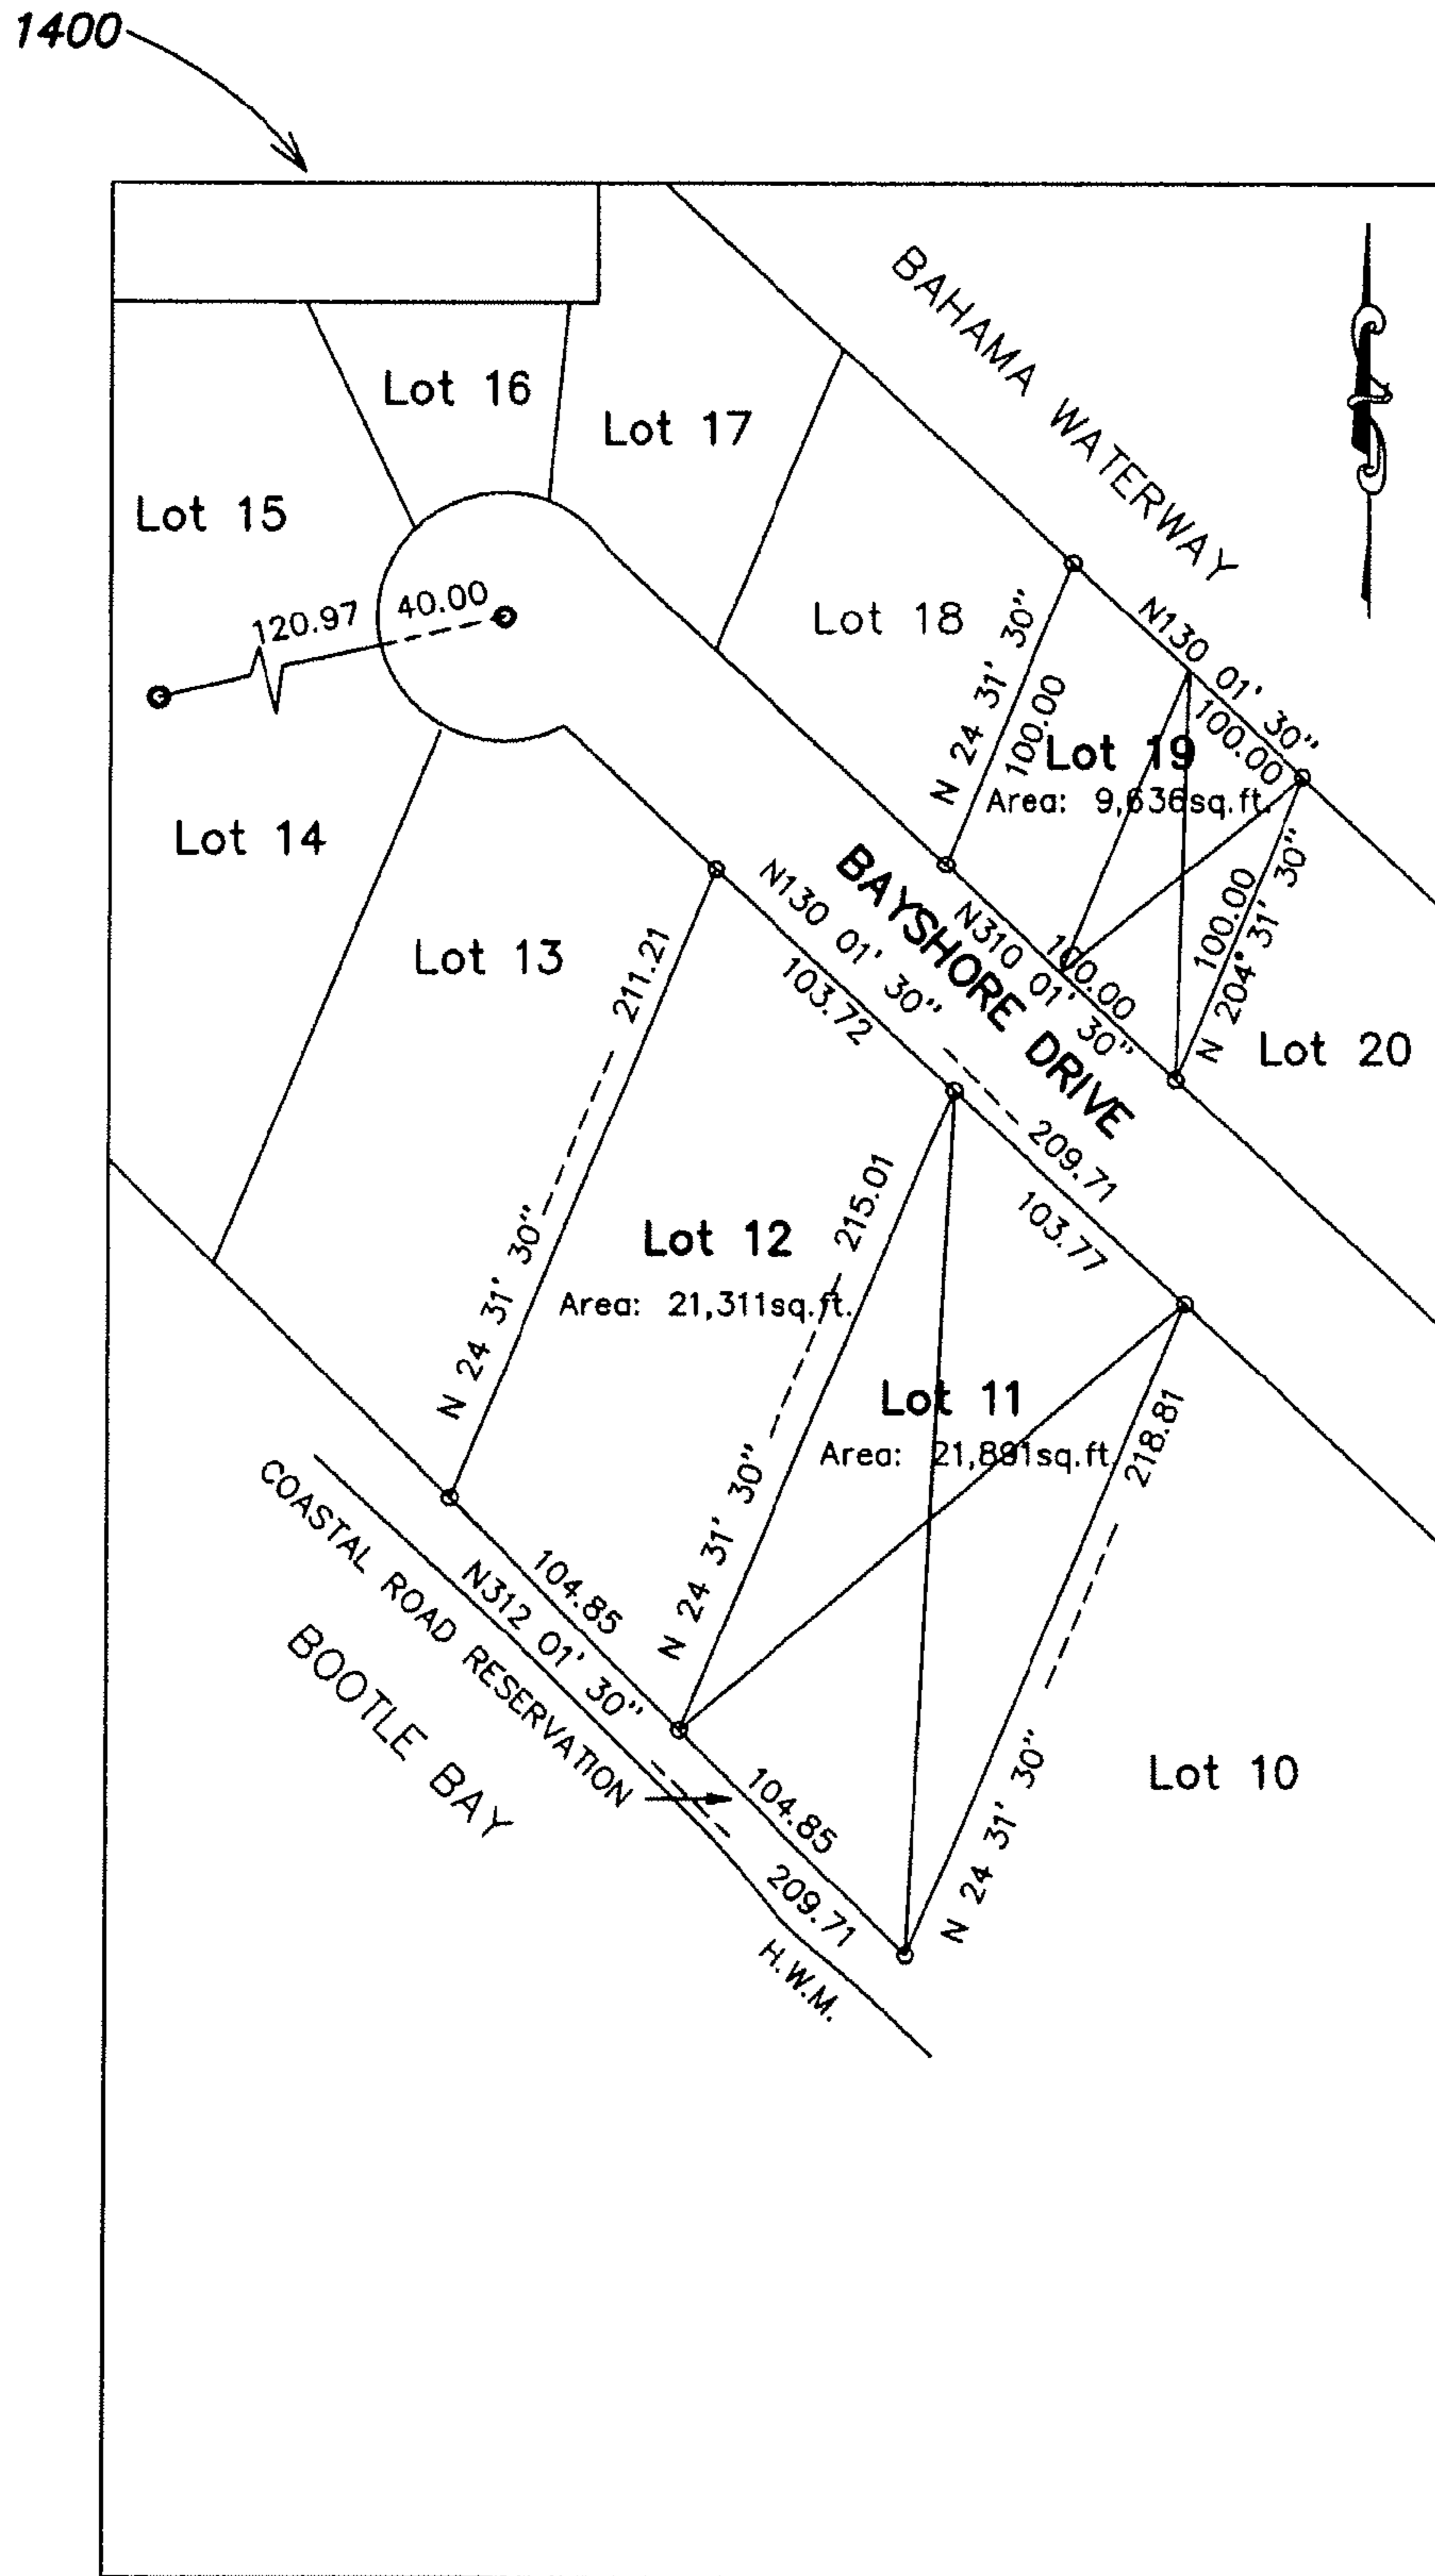 1400
BAHAMA WATERWAY
Lot 16
Lot 17
Lot 15
120.97
40.00
Lot 18
N 24 31' 30"
100.00
N130 01' 30"
100.00
Lot 19
Area: 9,636sq.ft.
Lot 14
Lot 13
211.21
N 24 31' 30"
N130 01' 30"
103.72
BAYSHORE DRIVE
N310 01' 30"
100.00
100.00
N 204° 31' 30"
Lot 20
209.71
103.77
Lot 12
Area: 21,311sq.ft.
215.01
N 24 31' 30"
Lot 11
Area: 21,891sq.ft.
218.81
N 24 31' 30"
Lot 10
COASTAL ROAD RESERVATION
N312 01' 30"
104.85
BOOTLE BAY
104.85
209.71
H.W.M.